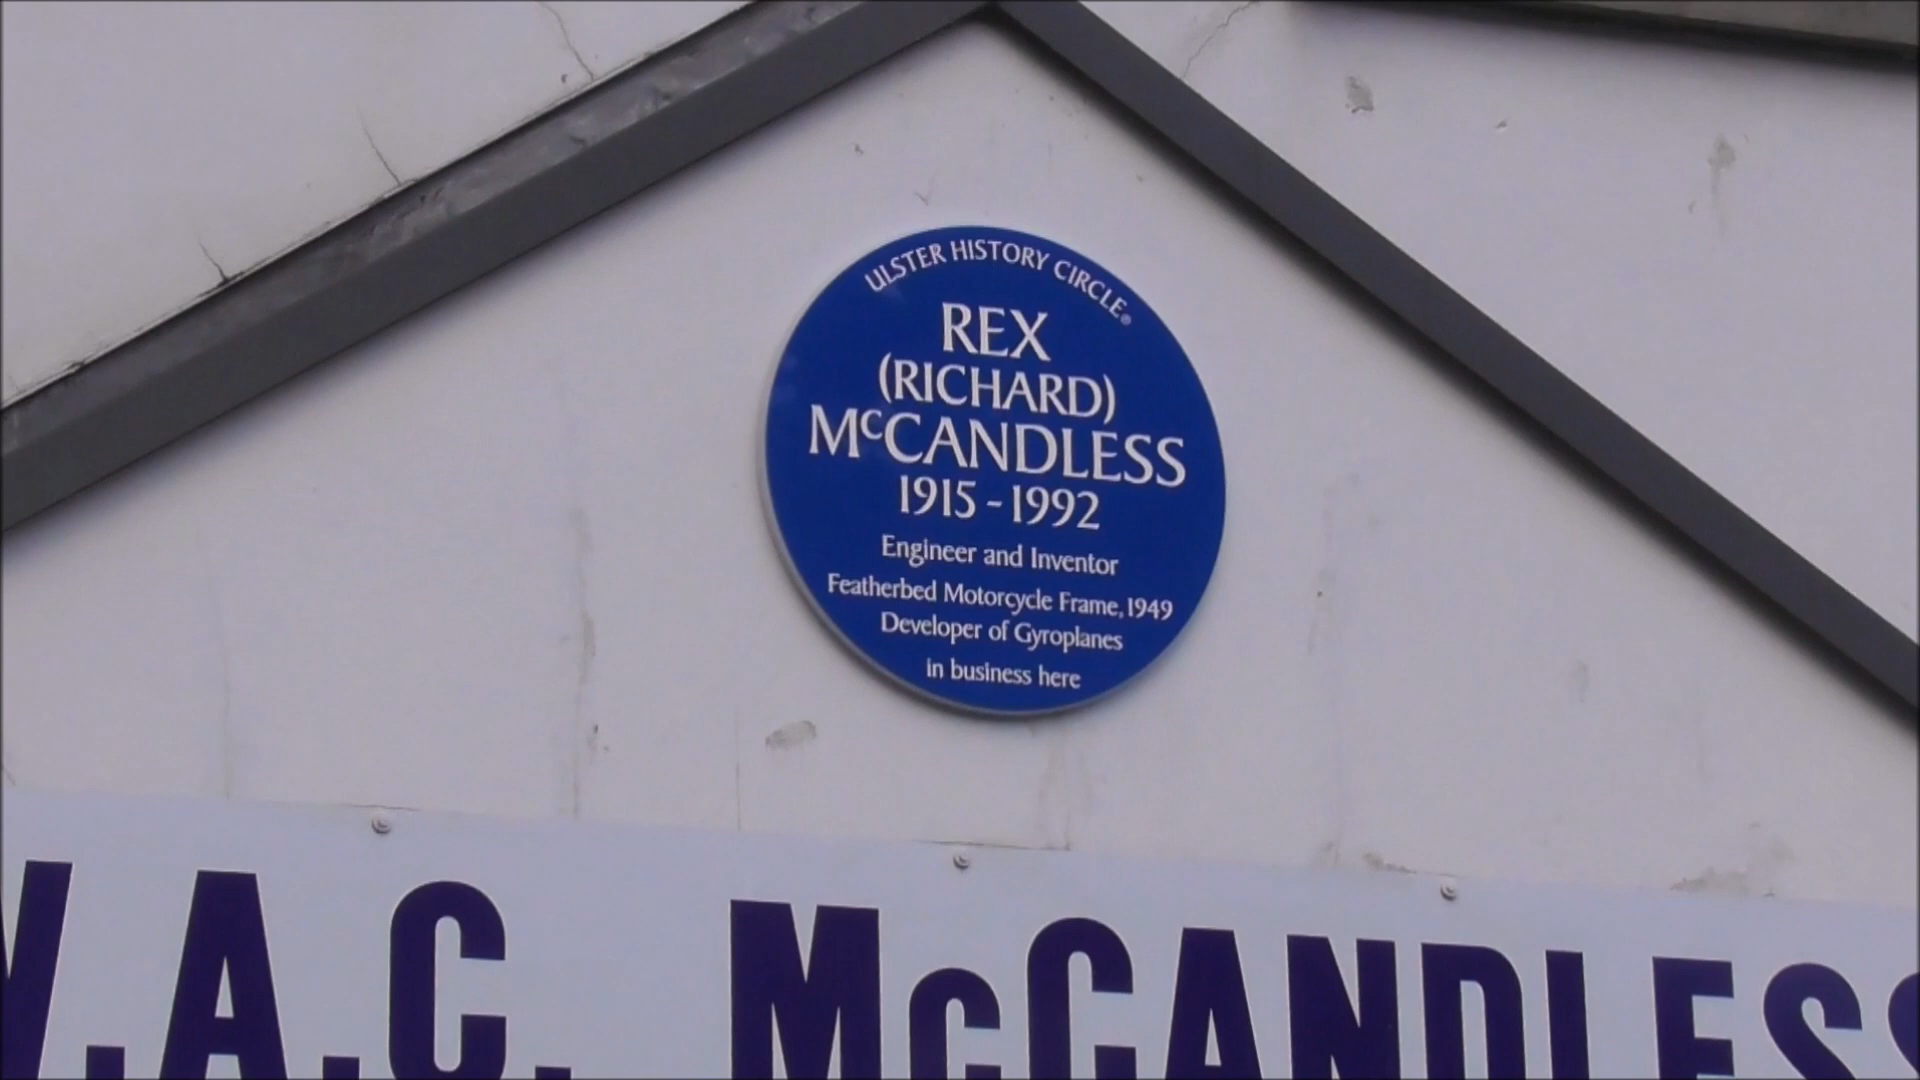 ULSTER HISTORY CIRCLE®
REX
(RICHARD)
McCANDLESS
1915 - 1992
Engineer and Inventor
Featherbed Motorcycle Frame, 1949
Developer of Gyroplanes
in business here
.A.C. McCANDLESS